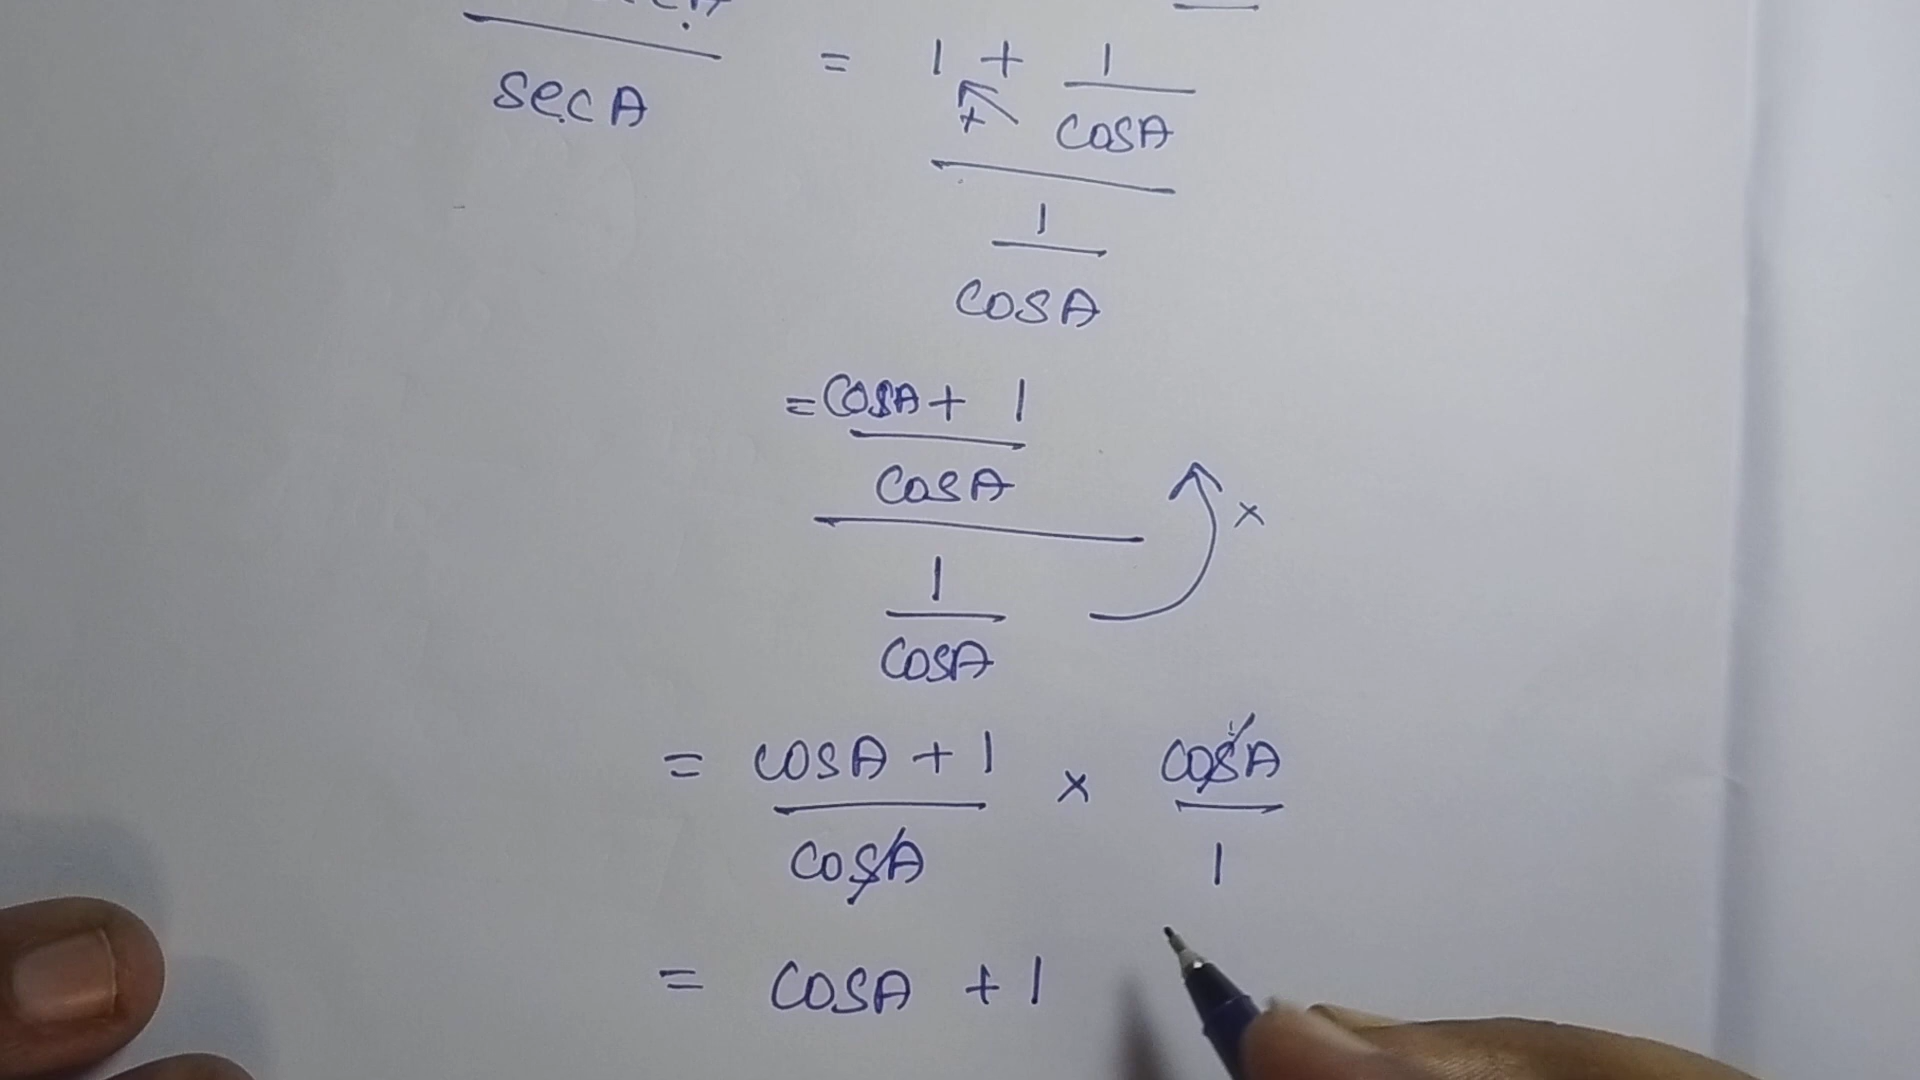 secA = 1 + 1/cosA
×
1/cosA
= cosA + 1
cosA
×
1
cosA
= cosA + 1 × cosA
cosA 1
= cosA + 1